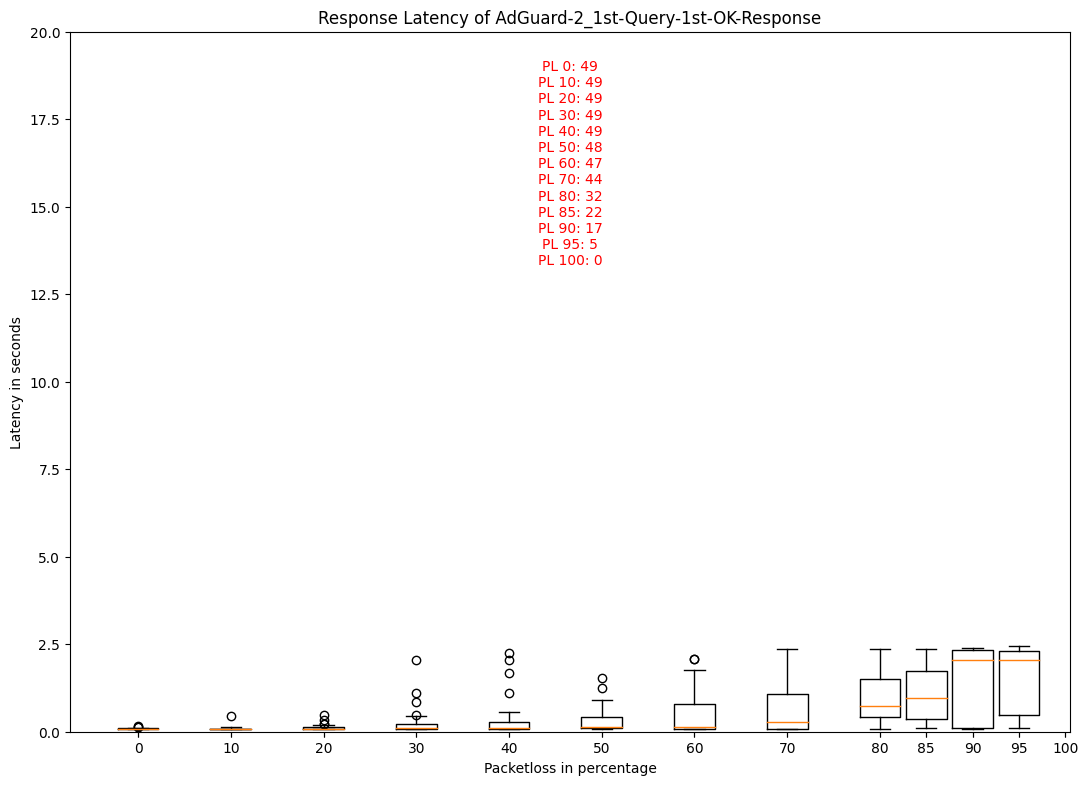 Response Latency of AdGuard-2_1st-Query-1st-OK-Response
20.0
17.5
15.0
12.5
10.0
7.5
5.0
2.5
0.0
Latency in seconds
PL 0: 49
PL 10: 49
PL 20: 49
PL 30: 49
PL 40: 49
PL 50: 48
PL 60: 47
PL 70: 44
PL 80: 32
PL 85: 22
PL 90: 17
PL 95: 5
PL 100: 0
0 10 20 30 40 50 60 70 80 85 90 95 100
Packetloss in percentage